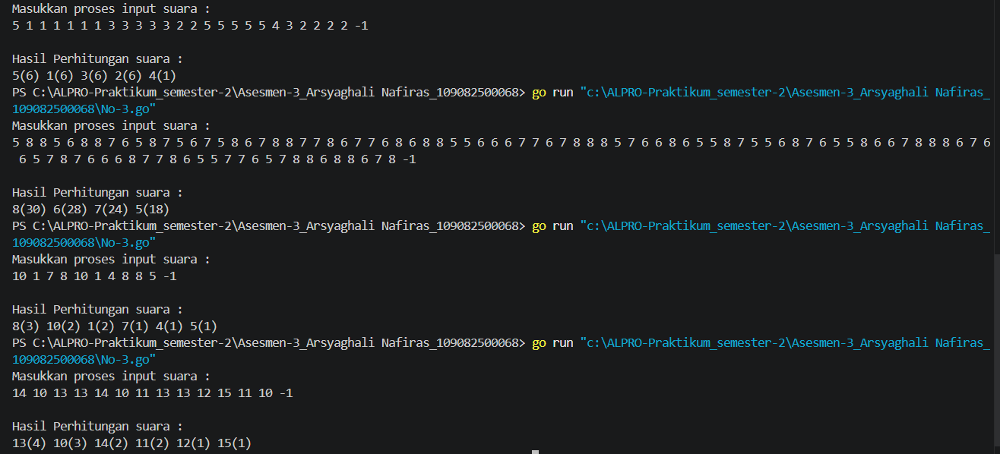 Masukkan proses input suara :
5 1 1 1 1 1 1 3 3 3 3 3 2 2 5 5 5 5 5 4 3 2 2 2 2 -1
Hasil Perhitungan suara :
5(6) 1(6) 3(6) 2(6) 4(1)
PS C:\ALPRO-Praktikum_semester-2\Asesmen-3_Arsyaghali Nafiras_109082500068> go run "c:\ALPRO-Praktikum_semester-2\Asesmen-3_Arsyaghali Nafiras_
109082500068\No-3.go"
Masukkan proses input suara :
5 8 8 5 6 8 8 7 6 5 8 7 5 6 7 5 8 6 7 8 8 7 7 8 6 7 7 6 8 6 8 8 5 5 6 6 6 7 7 6 7 8 8 8 5 7 6 6 8 6 5 5 8 7 5 5 6 8 7 6 5 5 8 6 6 7 8 8 8 6 7 6
6 5 7 8 7 6 6 6 8 7 7 8 6 5 5 7 7 6 5 7 8 8 6 8 8 6 7 8 -1
Hasil Perhitungan suara :
8(30) 6(28) 7(24) 5(18)
PS C:\ALPRO-Praktikum_semester-2\Asesmen-3_Arsyaghali Nafiras_109082500068> go run "c:\ALPRO-Praktikum_semester-2\Asesmen-3_Arsyaghali Nafiras_
109082500068\No-3.go"
Masukkan proses input suara :
10 1 7 8 10 1 4 8 8 5 -1
Hasil Perhitungan suara :
8(3) 10(2) 1(2) 7(1) 4(1) 5(1)
PS C:\ALPRO-Praktikum_semester-2\Asesmen-3_Arsyaghali Nafiras_109082500068> go run "c:\ALPRO-Praktikum_semester-2\Asesmen-3_Arsyaghali Nafiras_
109082500068\No-3.go"
Masukkan proses input suara :
14 10 13 13 14 10 11 13 13 12 15 11 10 -1
Hasil Perhitungan suara :
13(4) 10(3) 14(2) 11(2) 12(1) 15(1)